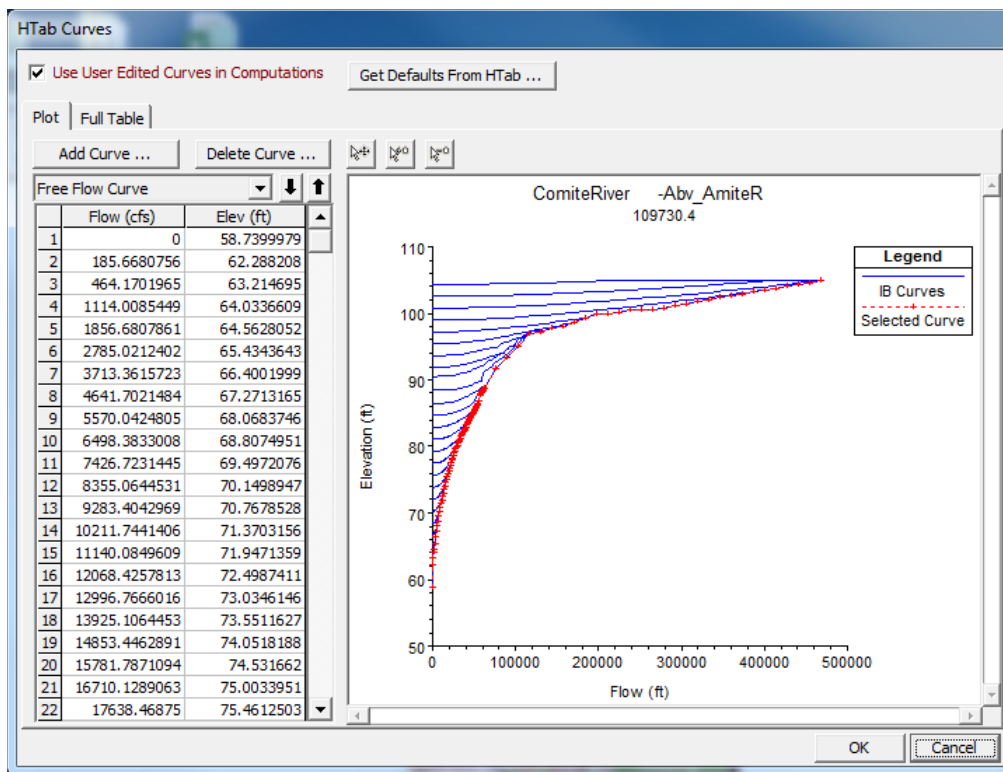 HTab Curves
Use User Edited Curves in Computations
Get Defaults From HTab ...
Plot
Full Table
Add Curve ...
Delete Curve ...
Free Flow Curve
Flow (cfs) Elev (ft)
1 0 58.7399979
2 185.6680756 62.288208
3 464.1701965 63.214695
4 1114.0085449 64.0336609
5 1856.6807861 64.5628052
6 2785.0212402 65.4343643
7 3713.3615723 66.4001999
8 4641.7021484 67.2713165
9 5570.0424805 68.0683746
10 6498.3833008 68.8074951
11 7426.7231445 69.4972076
12 8355.0644531 70.1498947
13 9283.4042969 70.7678528
14 10211.7441406 71.3703156
15 11140.0849609 71.9471359
16 12068.4257813 72.4987411
17 12996.7666016 73.0346146
18 13925.1064453 73.5511627
19 14853.4462891 74.0518188
20 15781.7871094 74.531662
21 16710.1289063 75.0033951
22 17638.46875 75.4612503
ComiteRiver -Abv_AmiteR
109730.4
110
100
90
80
70
60
50
Elevation (ft)
0 100000 200000 300000 400000 500000
Flow (ft)
Legend
IB Curves
Selected Curve
OK
Cancel